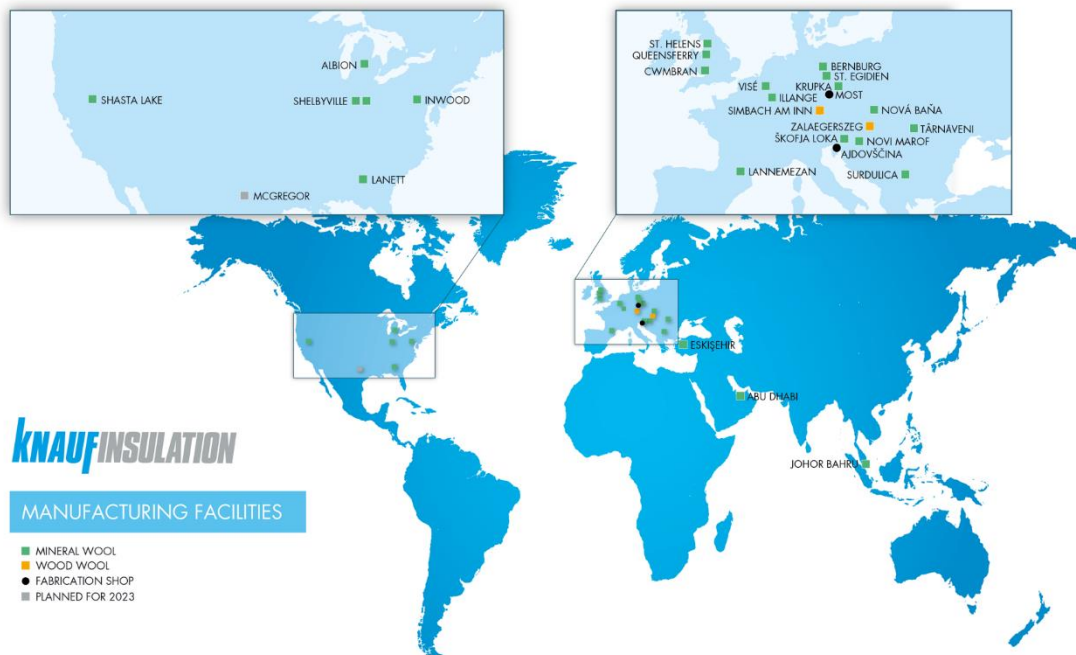 ALBION
SHASTA LAKE
SHELBYVILLE
INWOOD
LANETT
MCGREGOR
ST. HELENS
QUEENSFERRY
CWMBRAN
BERNBURG
ST. EGIDIEN
VISÉ
KRUPKA
MOST
ILLANGE
SIMBACH AM INN
NOVÁ BAŇA
ZALAEGERSZEG
TÂRNĂVENI
ŠKOFJA LOKA
NOVI MAROF
AJDOVŠČINA
LANNEMEZAN
SURDULICA
ESKIŞEHIR
ABU DHABI
JOHOR BAHRU
KNAUFINSULATION
MANUFACTURING FACILITIES
MINERAL WOOL
WOOD WOOL
FABRICATION SHOP
PLANNED FOR 2023